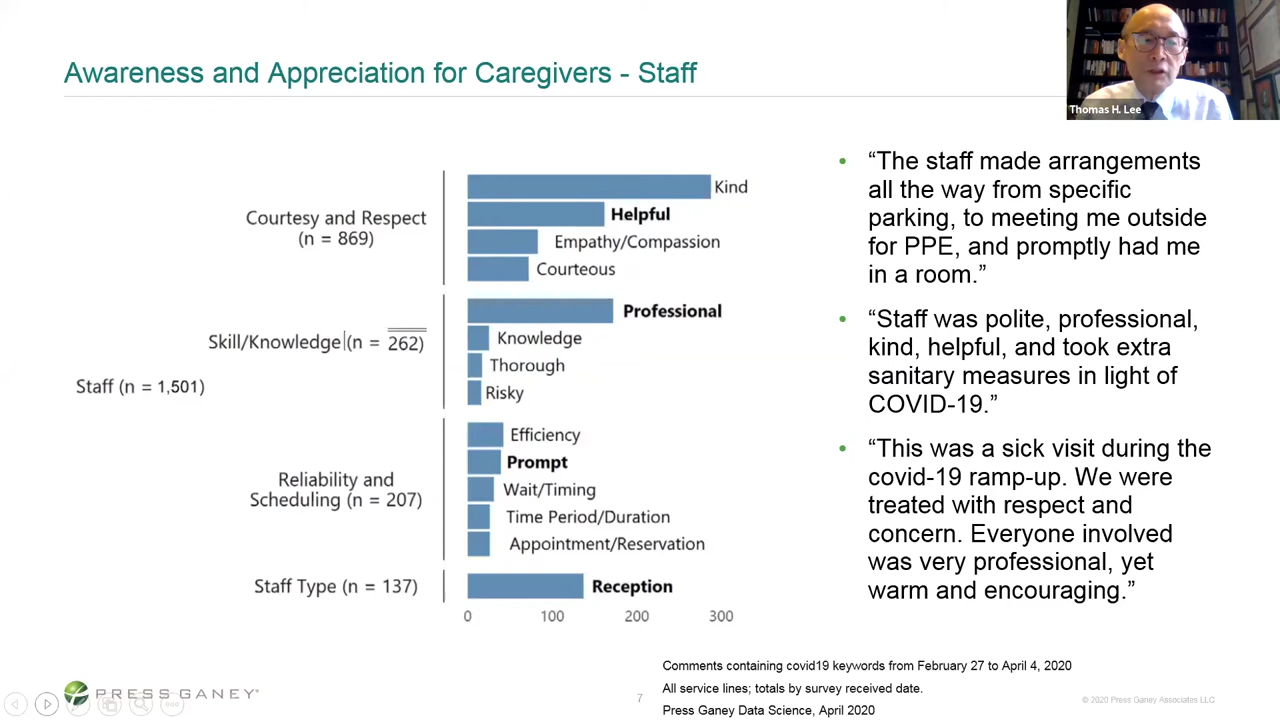 Awareness and Appreciation for Caregivers - Staff
Thomas H. Lee
Staff (n = 1,501)
Courtesy and Respect
(n = 869)
Kind
Helpful
Empathy/Compassion
Courteous
Skill/Knowledge (n = 262)
Professional
Knowledge
Thorough
Risky
Reliability and
Scheduling (n = 207)
Efficiency
Prompt
Wait/Timing
Time Period/Duration
Appointment/Reservation
Staff Type (n = 137)
Reception
0 100 200 300
• “The staff made arrangements
all the way from specific
parking, to meeting me outside
for PPE, and promptly had me
in a room.”
• “Staff was polite, professional,
kind, helpful, and took extra
sanitary measures in light of
COVID-19.”
• “This was a sick visit during the
covid-19 ramp-up. We were
treated with respect and
concern. Everyone involved
was very professional, yet
warm and encouraging.”
Comments containing covid19 keywords from February 27 to April 4, 2020
All service lines; totals by survey received date.
Press Ganey Data Science, April 2020
PRESS GANEY®
7
© 2020 Press Ganey Associates LLC